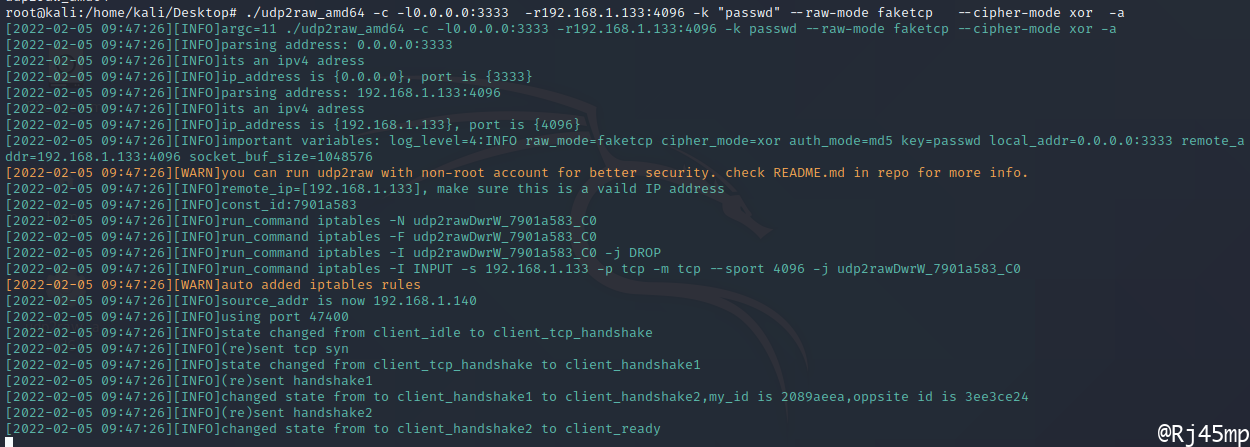 root@kali:/home/kali/Desktop# ./udp2raw_amd64 -c -l0.0.0.0:3333  -r192.168.1.133:4096 -k "passwd" --raw-mode faketcp   --cipher-mode xor  -a
[2022-02-05 09:47:26][INFO]argc=11 ./udp2raw_amd64 -c -l0.0.0.0:3333 -r192.168.1.133:4096 -k passwd --raw-mode faketcp --cipher-mode xor -a
[2022-02-05 09:47:26][INFO]parsing address: 0.0.0.0:3333
[2022-02-05 09:47:26][INFO]its an ipv4 adress
[2022-02-05 09:47:26][INFO]ip_address is {0.0.0.0}, port is {3333}
[2022-02-05 09:47:26][INFO]parsing address: 192.168.1.133:4096
[2022-02-05 09:47:26][INFO]its an ipv4 adress
[2022-02-05 09:47:26][INFO]ip_address is {192.168.1.133}, port is {4096}
[2022-02-05 09:47:26][INFO]important variables: log_level=4:INFO raw_mode=faketcp cipher_mode=xor auth_mode=md5 key=passwd local_addr=0.0.0.0:3333 remote_a
ddr=192.168.1.133:4096 socket_buf_size=1048576
[2022-02-05 09:47:26][WARN]you can run udp2raw with non-root account for better security. check README.md in repo for more info.
[2022-02-05 09:47:26][INFO]remote_ip=[192.168.1.133], make sure this is a vaild IP address
[2022-02-05 09:47:26][INFO]const_id:7901a583
[2022-02-05 09:47:26][INFO]run_command iptables -N udp2rawDwrW_7901a583_C0
[2022-02-05 09:47:26][INFO]run_command iptables -F udp2rawDwrW_7901a583_C0
[2022-02-05 09:47:26][INFO]run_command iptables -I udp2rawDwrW_7901a583_C0 -j DROP
[2022-02-05 09:47:26][INFO]run_command iptables -I INPUT -s 192.168.1.133 -p tcp -m tcp --sport 4096 -j udp2rawDwrW_7901a583_C0
[2022-02-05 09:47:26][WARN]auto added iptables rules
[2022-02-05 09:47:26][INFO]source_addr is now 192.168.1.140
[2022-02-05 09:47:26][INFO]using port 47400
[2022-02-05 09:47:26][INFO]state changed from client_idle to client_tcp_handshake
[2022-02-05 09:47:26][INFO](re)sent tcp syn
[2022-02-05 09:47:26][INFO]state changed from client_tcp_handshake to client_handshake1
[2022-02-05 09:47:26][INFO](re)sent handshake1
[2022-02-05 09:47:26][INFO]changed state from to client_handshake1 to client_handshake2,my_id is 2089aeea,oppsite id is 3ee3ce24
[2022-02-05 09:47:26][INFO](re)sent handshake2
[2022-02-05 09:47:26][INFO]changed state from to client_handshake2 to client_ready
@Rj45mp